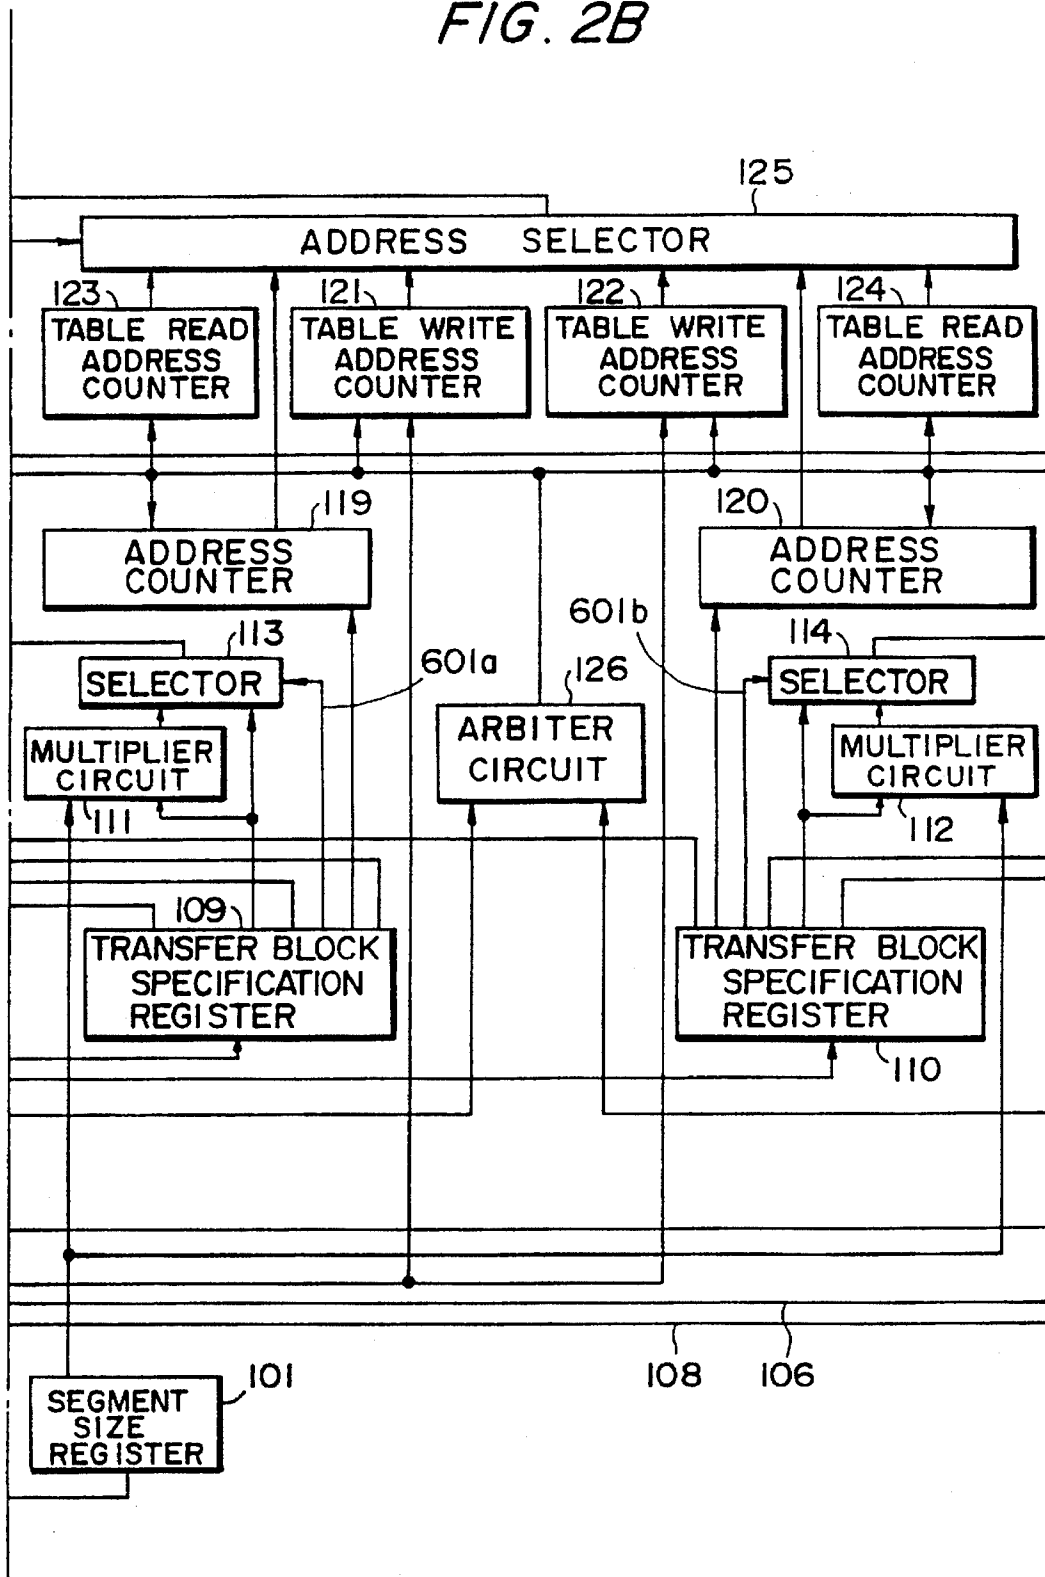 FIG. 2B
125
ADDRESS SELECTOR
123
121
122
124
TABLE READ
ADDRESS
COUNTER
TABLE WRITE
ADDRESS
COUNTER
TABLE WRITE
ADDRESS
COUNTER
TABLE READ
ADDRESS
COUNTER
119
120
ADDRESS
COUNTER
ADDRESS
COUNTER
113
601a
601b
114
126
SELECTOR
SELECTOR
ARBITER
CIRCUIT
MULTIPLIER
CIRCUIT
MULTIPLIER
CIRCUIT
111
112
109
TRANSFER BLOCK
SPECIFICATION
REGISTER
TRANSFER BLOCK
SPECIFICATION
REGISTER
110
101
108
106
SEGMENT
SIZE
REGISTER